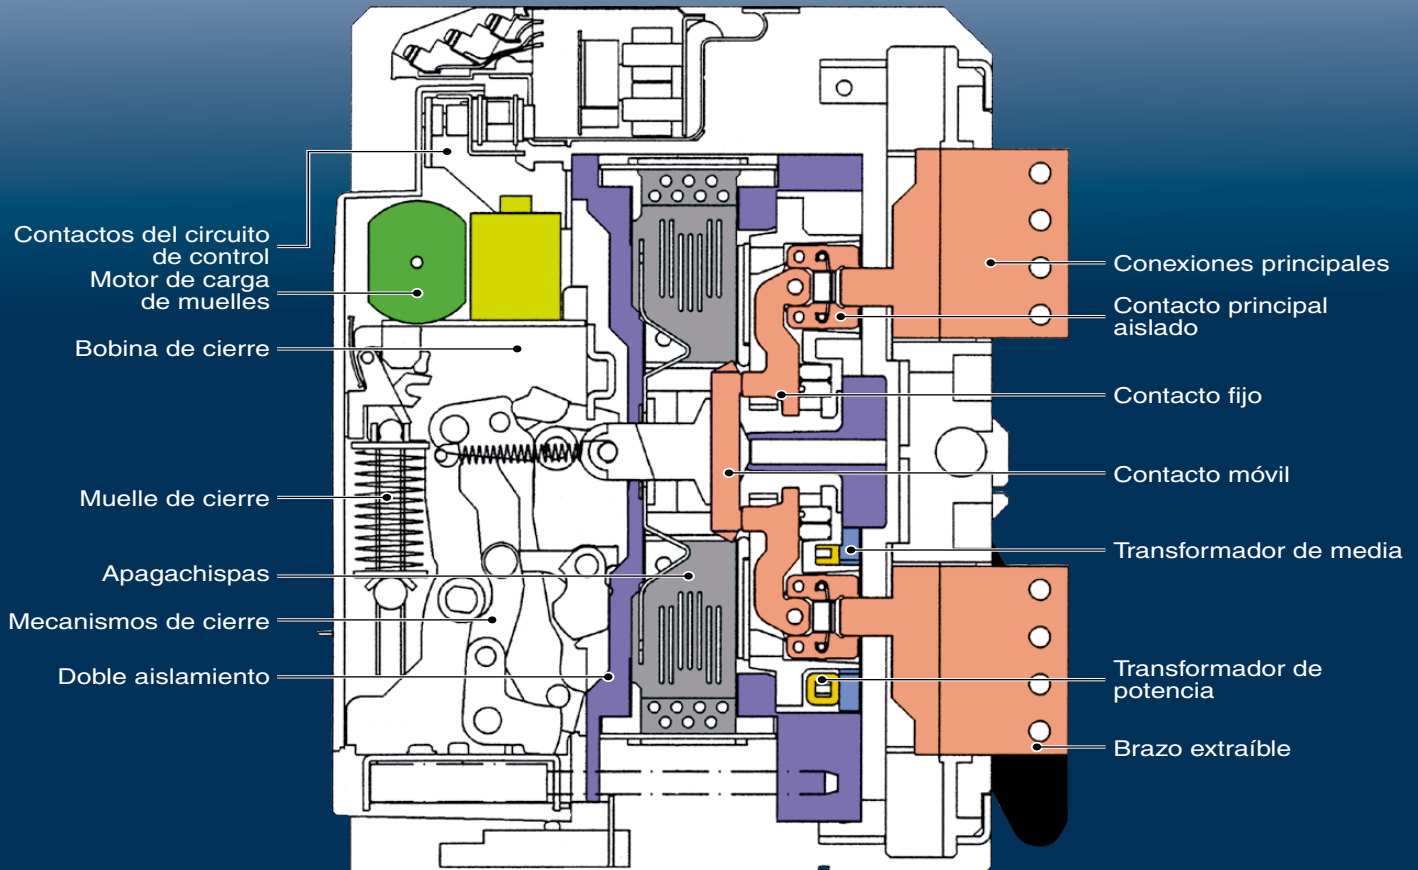 Contactos del circuito
de control
Motor de carga
de muelles
Bobina de cierre
Muelle de cierre
Apagachispas
Mecanismos de cierre
Doble aislamiento
Conexiones principales
Contacto principal
aislado
Contacto fijo
Contacto móvil
Transformador de media
Transformador de
potencia
Brazo extraíble